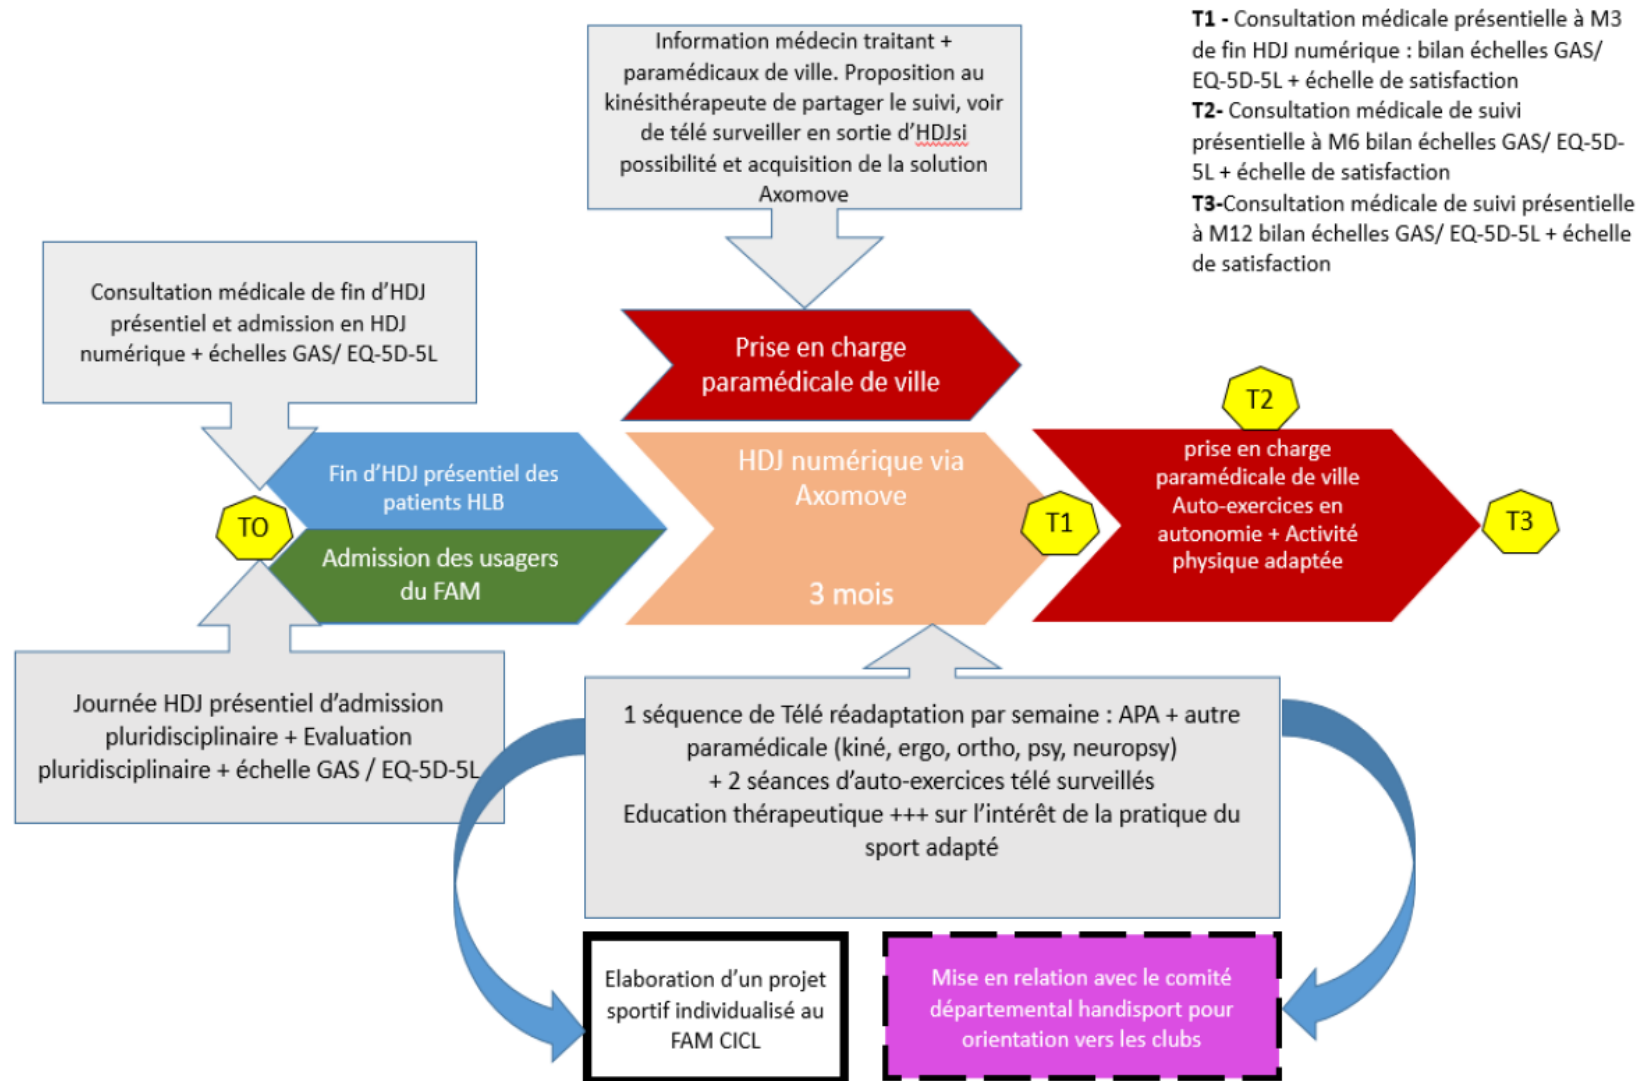 Information médecin traitant +
paramédicaux de ville. Proposition au
kinésithérapeute de partager le suivi, voir
de télé surveiller en sortie d'HDJsi
possibilité et acquisition de la solution
Axomove
T1 - Consultation médicale présentielle à M3
de fin HDJ numérique : bilan échelles GAS/
EQ-5D-5L + échelle de satisfaction
T2- Consultation médicale de suivi
présentielle à M6 bilan échelles GAS/ EQ-5D-
5L + échelle de satisfaction
T3-Consultation médicale de suivi présentielle
à M12 bilan échelles GAS/ EQ-5D-5L + échelle
de satisfaction
Consultation médicale de fin d'HDJ
présentiel et admission en HDJ
numérique + échelles GAS/ EQ-5D-5L
Prise en charge
paramédicale de ville
T0
Fin d'HDJ présentiel des
patients HLB
Admission des usagers
du FAM
HDJ numérique via
Axomove
3 mois
T1
T2
prise en charge
paramédicale de ville
Auto-exercices en
autonomie + Activité
physique adaptée
T3
Journée HDJ présentiel d'admission
pluridisciplinaire + Evaluation
pluridisciplinaire + échelle GAS / EQ-5D-5L
1 séquence de Télé réadaptation par semaine : APA + autre
paramédicale (kiné, ergo, ortho, psy, neuropsy)
+ 2 séances d'auto-exercices télé surveillés
Education thérapeutique +++ sur l'intérêt de la pratique du
sport adapté
Elaboration d'un projet
sportif individualisé au
FAM CICL
Mise en relation avec le comité
départemental handisport pour
orientation vers les clubs